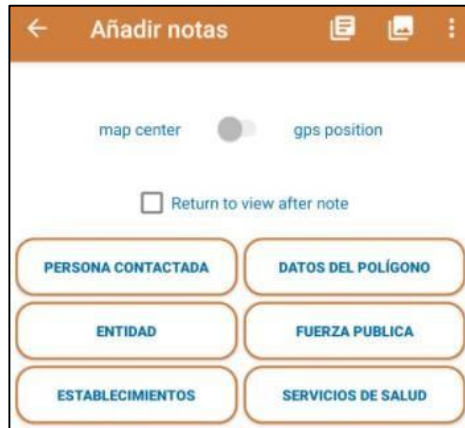 Añadir notas
map center gps position
Return to view after note
PERSONA CONTACTADA DATOS DEL POLÍGONO
ENTIDAD FUERZA PUBLICA
ESTABLECIMIENTOS SERVICIOS DE SALUD